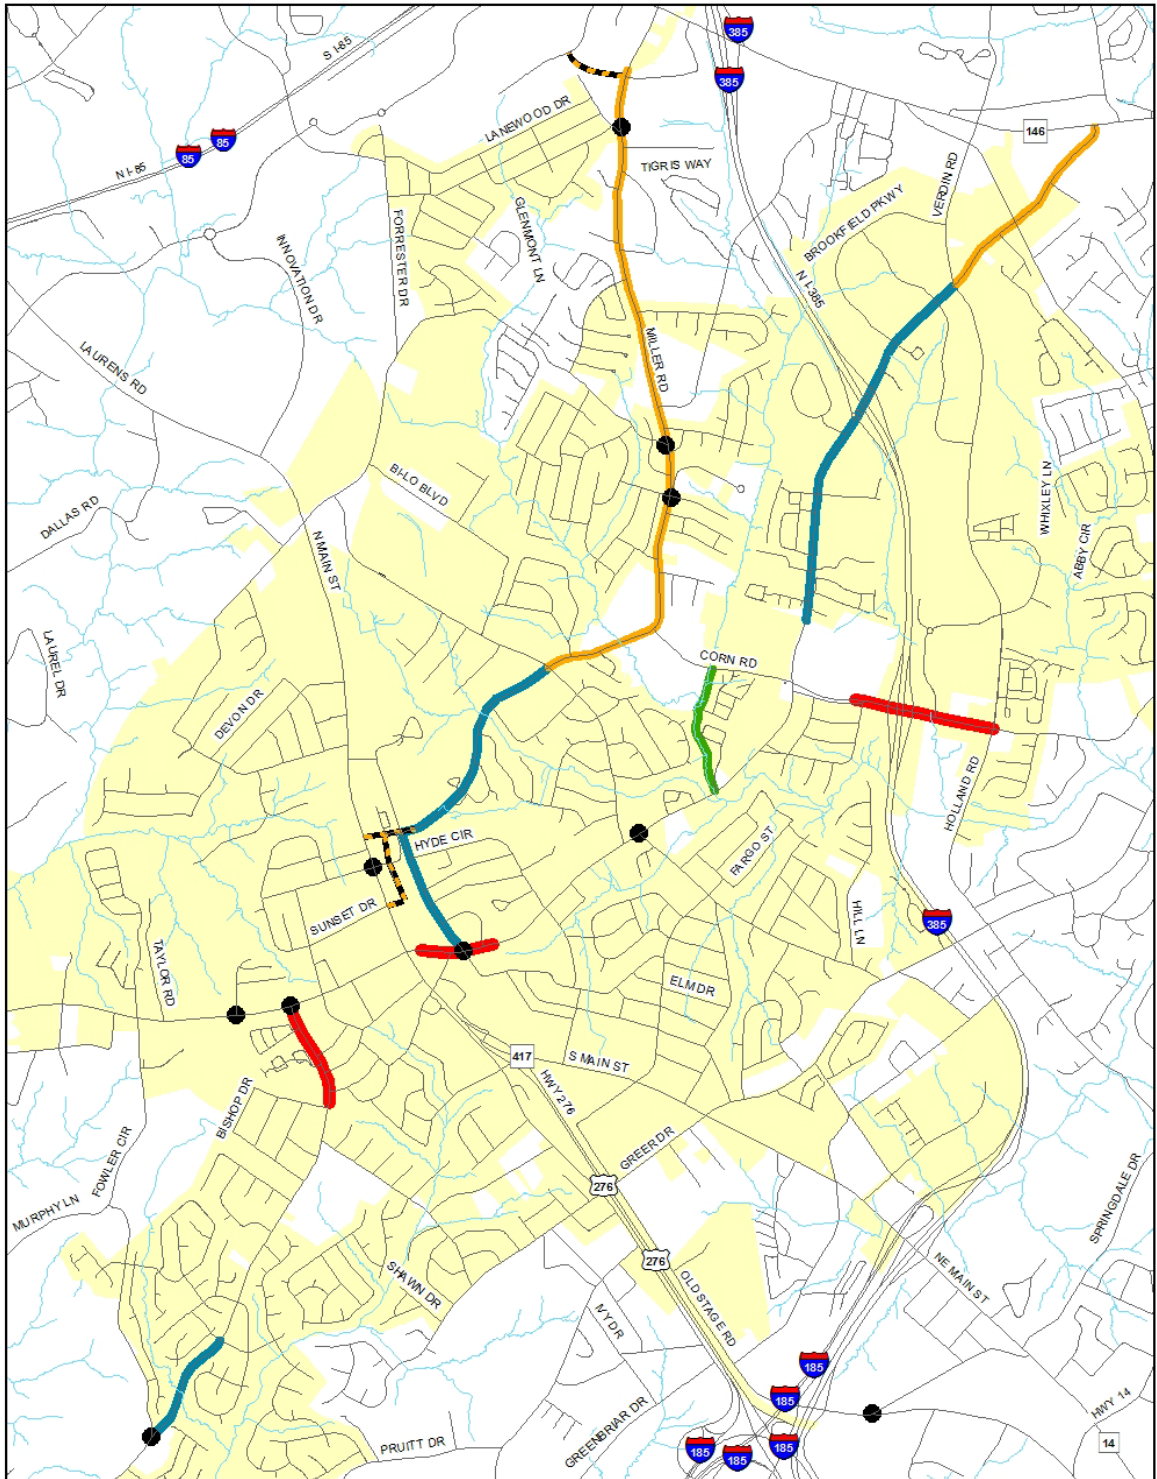 385
S I-85
385
LANEWOOD DR
146
85
85
N I-85
TIGRIS WAY
VERDIN RD
BROOKFIELD PKWY
GLENMONT LN
FORRESTER DR
INNOVATION DR
N I-385
MILLER RD
LAURENS RD
BI-LO BLVD
WHIXLEY LN
DALLAS RD
ABBY CIR
N MAIN ST
LAUREL DR
CORN RD
DEVON DR
HOLLAND RD
HYDE CIR
FARGO ST
SUNSET DR
HILL LN
385
TAYLOR RD
ELM DR
417
S MAIN ST
HWY 276
BISHOP DR
GREER DR
FOWLER CIR
276
MURPHY LN
SPRINGDALE DR
276
SHAWN DR
OLD STAGE RD
NE MAIN ST
IVY DR
185
185
HWY 14
GREENBRIAR DR
PRUITT DR
185
185
185
14